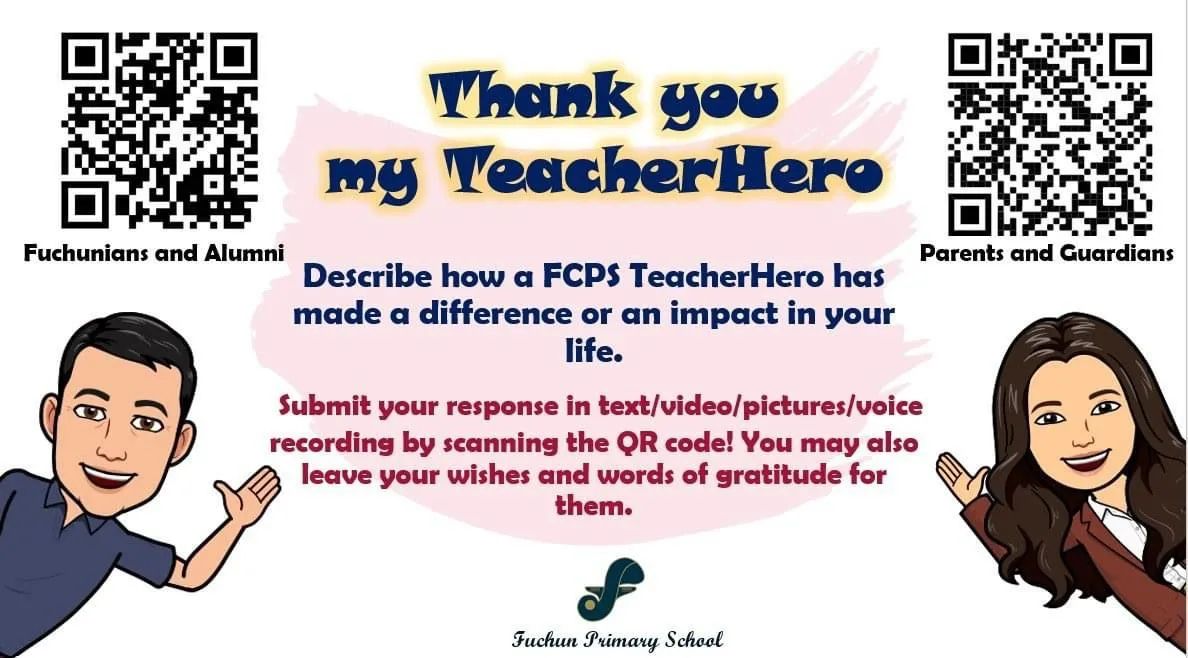 Thank you
my TeacherHero
Fuchunians and Alumni
Parents and Guardians
Describe how a FCPS TeacherHero has
made a difference or an impact in your
life.
Submit your response in text/video/pictures/voice
recording by scanning the QR code! You may also
leave your wishes and words of gratitude for
them.
Fuchun Primary School